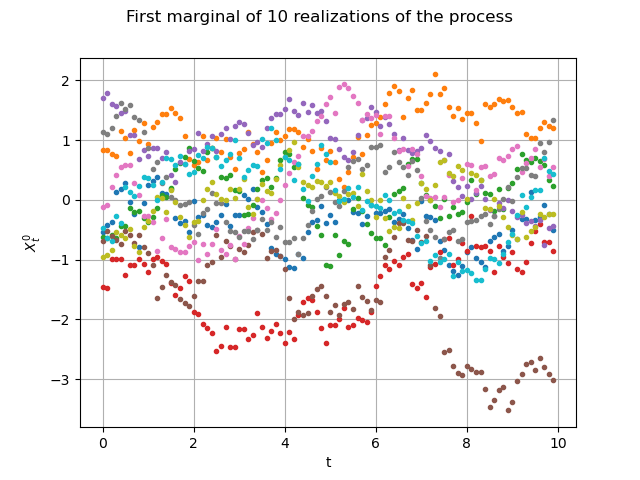 First marginal of 10 realizations of the process
2
1
0
−1
−2
−3
0 2 4 6 8 10
X_t^0
t